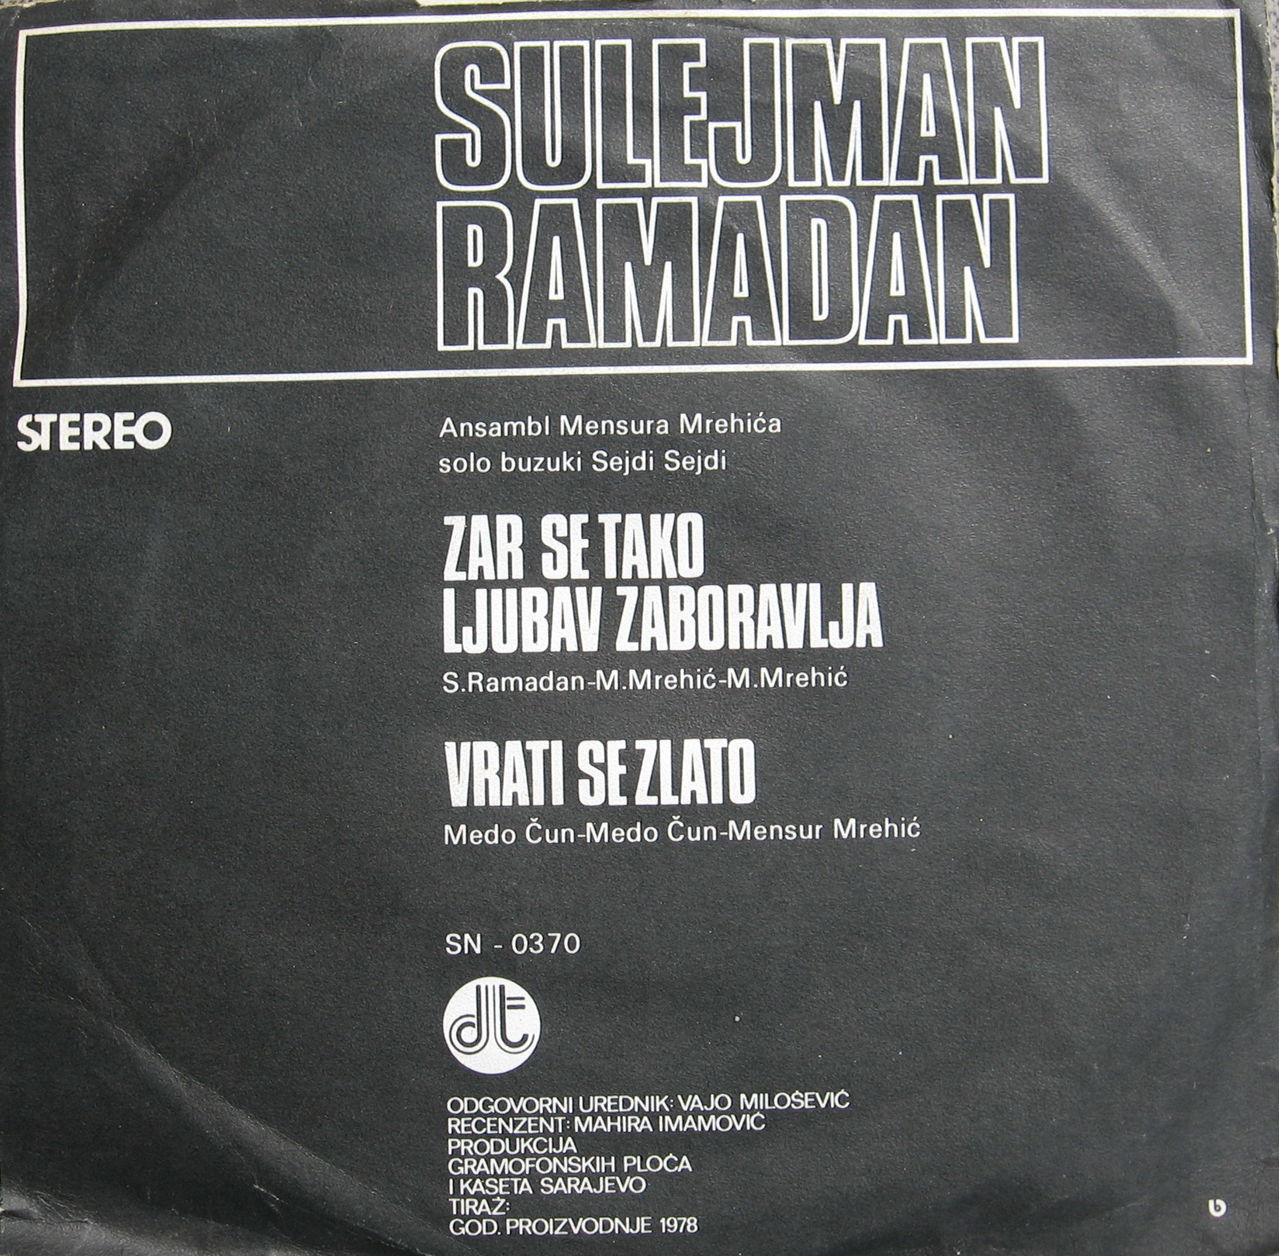 SULEJMAN
RAMADAN
STEREO
Ansambl Mensura Mrehića
solo buzuki Sejdi Sejdi
ZAR SE TAKO
LJUBAV ZABORAVLJA
S.Ramadan-M.Mrehić-M.Mrehić
VRATI SE ZLATO
Medo Čun-Medo Čun-Mensur Mrehić
SN - 0370
dt
ODGOVORNI UREDNIK: VAJO MILOŠEVIĆ
RECENZENT: MAHIRA IMAMOVIĆ
PRODUKCIJA
GRAMOFONSKIH PLOČA
I KASETA SARAJEVO
TIRAŽ:
GOD. PROIZVODNJE 1978